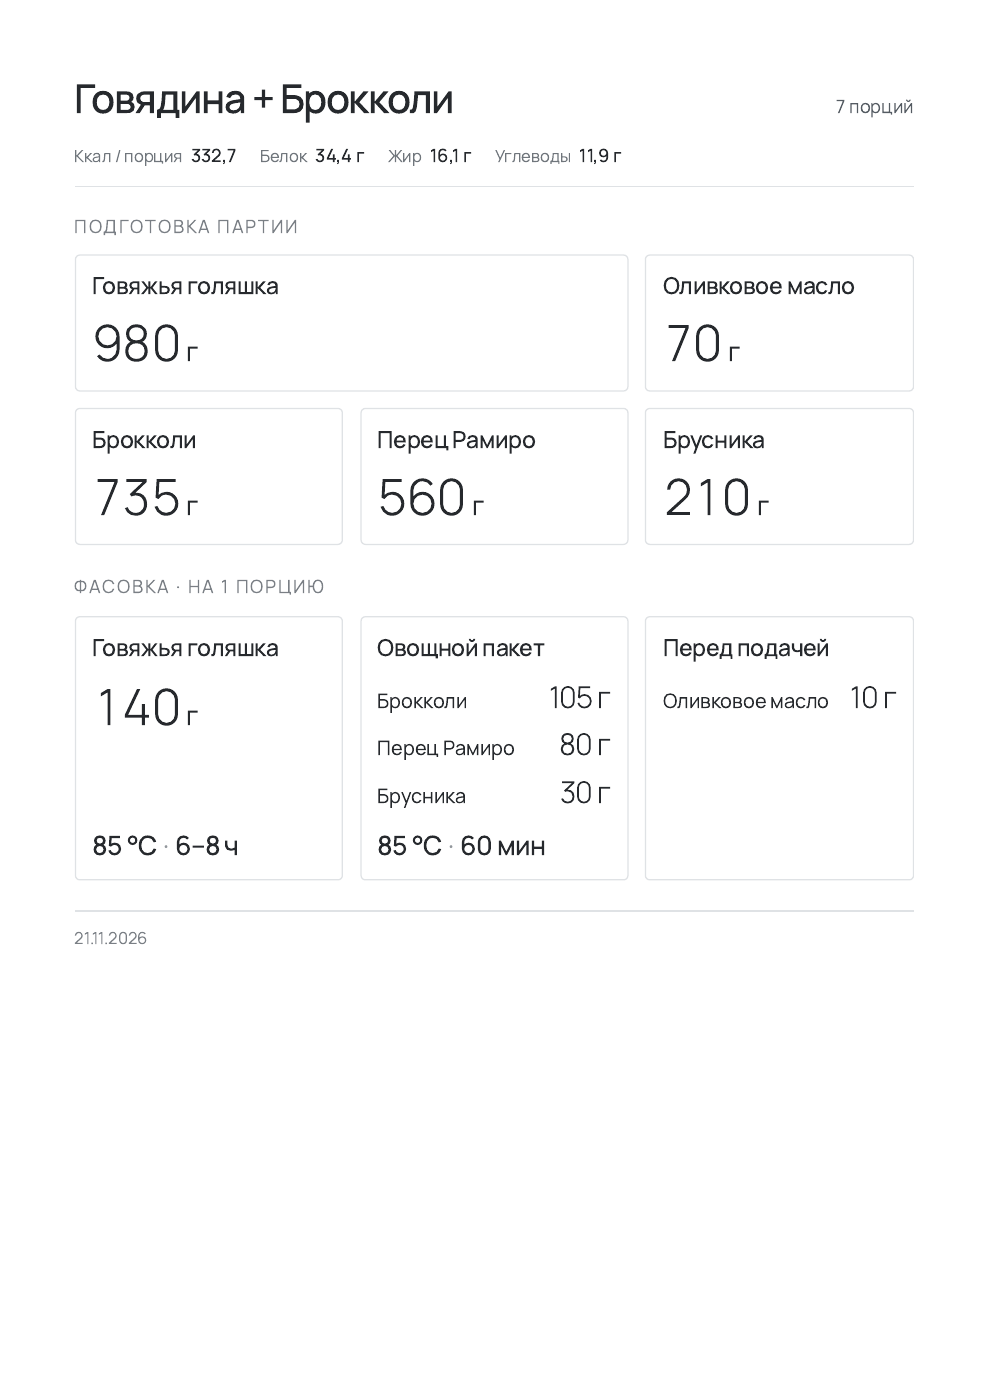 Говядина + Брокколи
7 порций
Ккал / порция 332,7 Белок 34,4 г Жир 16,1 г Углеводы 11,9 г
ПОДГОТОВКА ПАРТИИ
Говяжья голяшка
980 г
Оливковое масло
70 г
Брокколи
735 г
Перец Рамиро
560 г
Брусника
210 г
ФАСОВКА · НА 1 ПОРЦИЮ
Говяжья голяшка
140 г
85 °C · 6–8 ч
Овощной пакет
Брокколи 105 г
Перец Рамиро 80 г
Брусника 30 г
85 °C · 60 мин
Перед подачей
Оливковое масло 10 г
21.11.2026